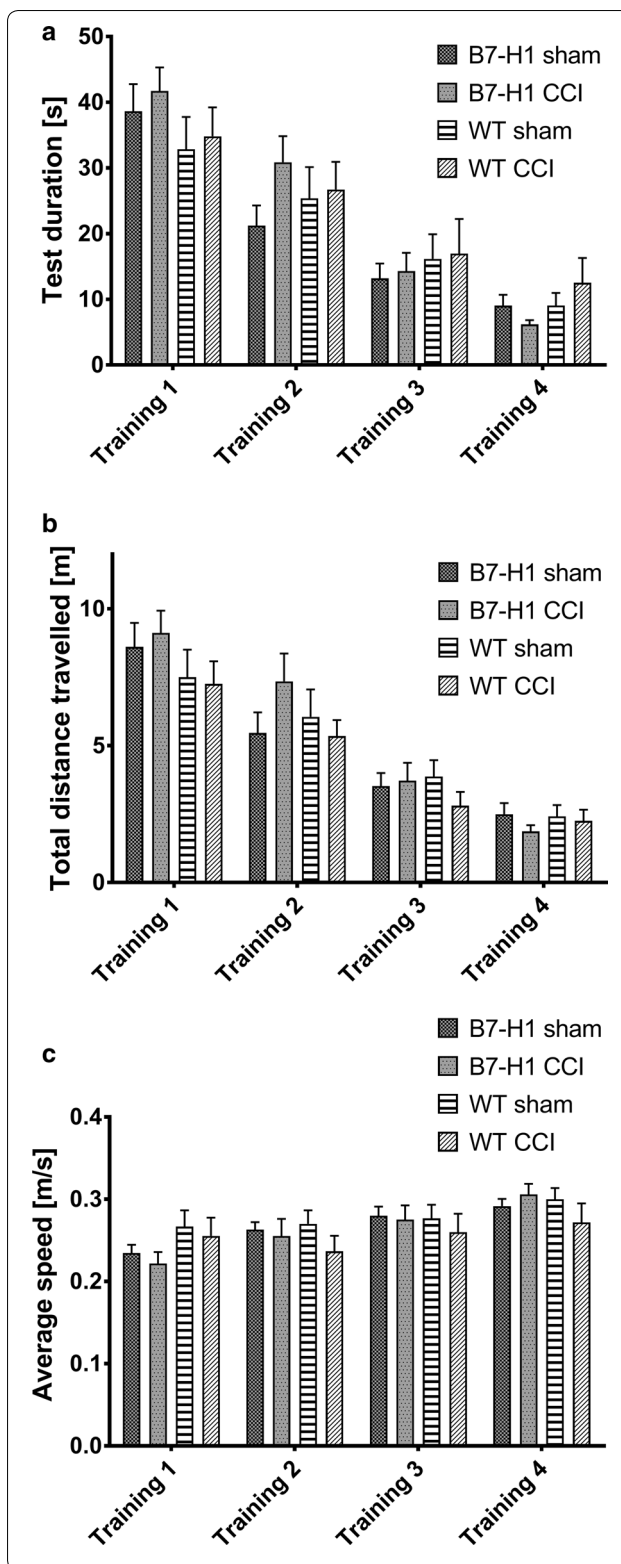 a
Test duration [s]
50
40
30
20
10
0
B7-H1 sham
B7-H1 CCI
WT sham
WT CCI
Training 1
Training 2
Training 3
Training 4
b
Total distance travelled [m]
10
5
0
B7-H1 sham
B7-H1 CCI
WT sham
WT CCI
Training 1
Training 2
Training 3
Training 4
c
Average speed [m/s]
0.4
0.3
0.2
0.1
0.0
B7-H1 sham
B7-H1 CCI
WT sham
WT CCI
Training 1
Training 2
Training 3
Training 4